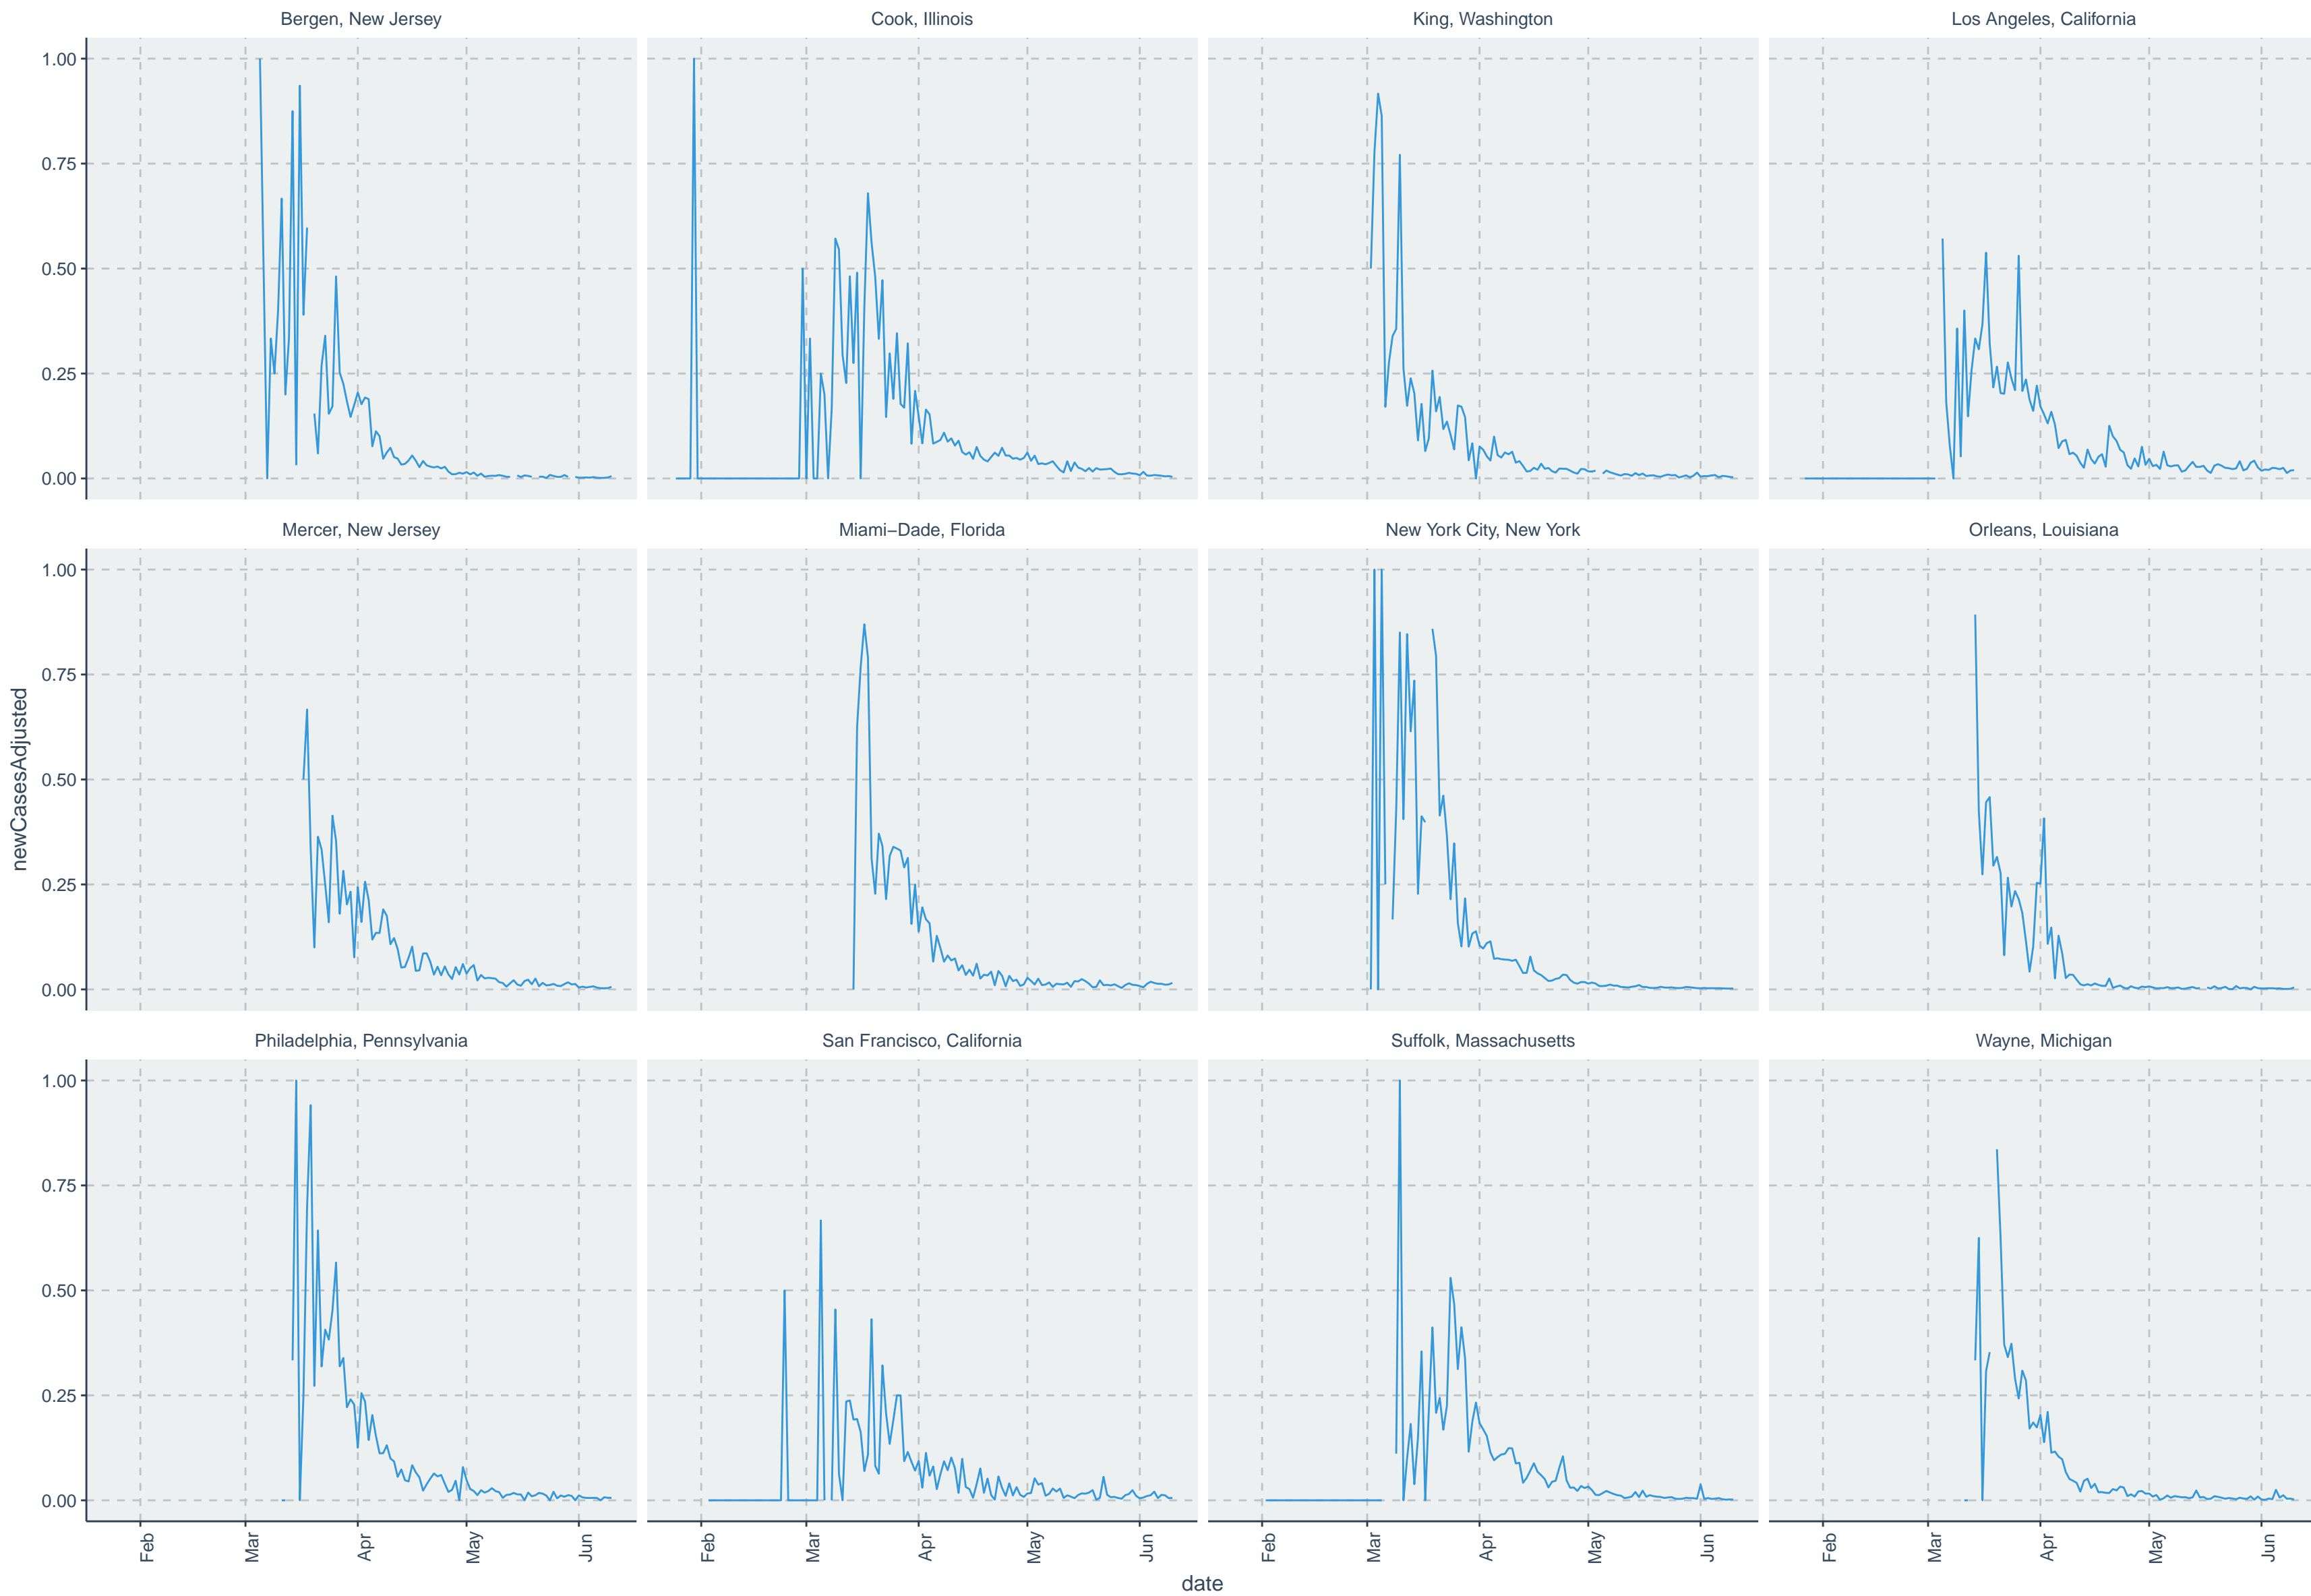 Bergen, New Jersey
Cook, Illinois
King, Washington
Los Angeles, California
1.00
0.75
0.50
0.25
0.00
Mercer, New Jersey
Miami−Dade, Florida
New York City, New York
Orleans, Louisiana
1.00
0.75
0.50
0.25
0.00
newCasesAdjusted
Philadelphia, Pennsylvania
San Francisco, California
Suffolk, Massachusetts
Wayne, Michigan
1.00
0.75
0.50
0.25
0.00
Feb
Mar
Apr
May
Jun
Feb
Mar
Apr
May
Jun
Feb
Mar
Apr
May
Jun
Feb
Mar
Apr
May
Jun
date